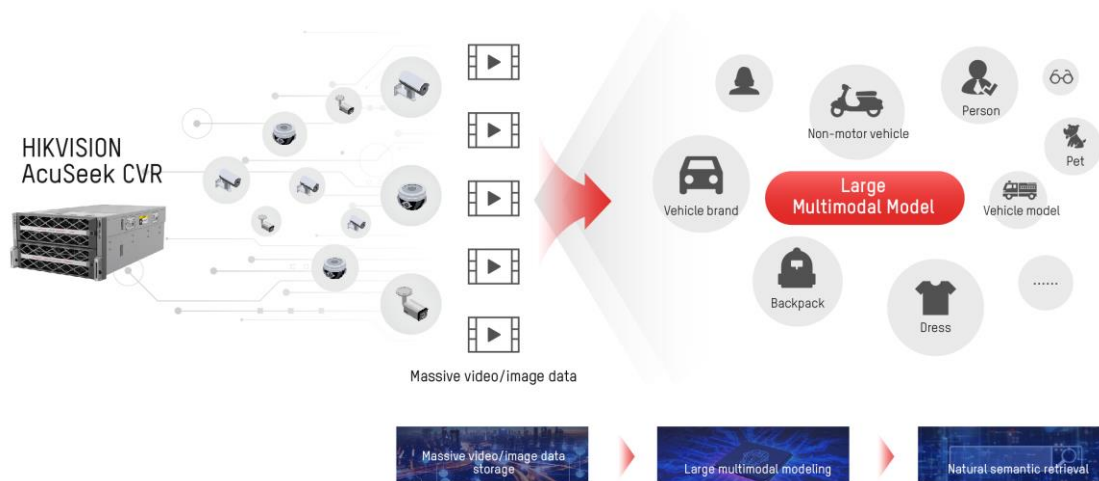 HIKVISION
AcuSeek CVR
Massive video/image data
Person
Non-motor vehicle
Pet
Large
Multimodal Model
Vehicle brand
Vehicle model
Backpack
Dress
......
Massive video/image data
storage
Large multimodal modeling
Natural semantic retrieval